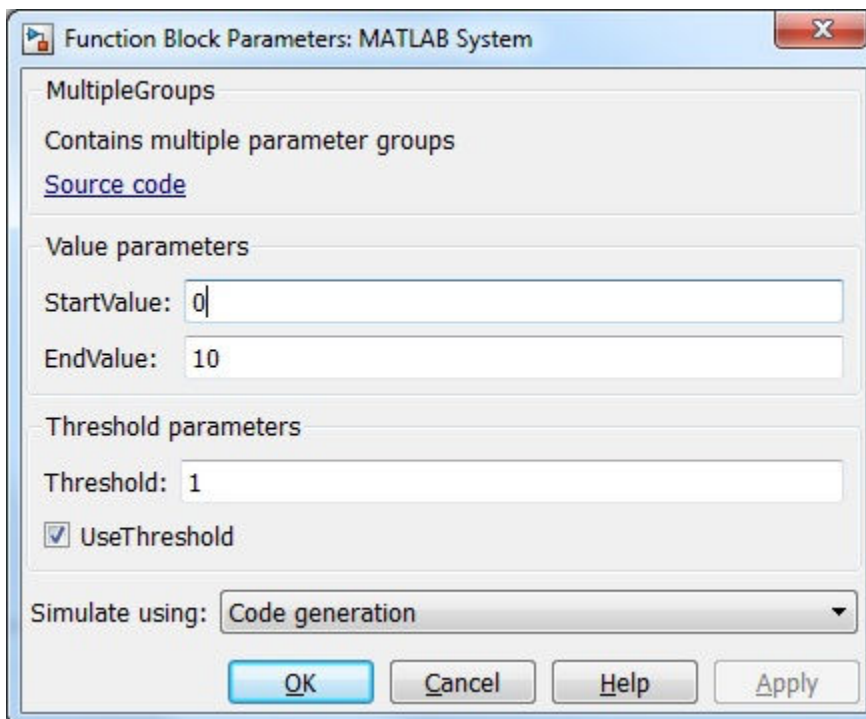 Function Block Parameters: MATLAB System
MultipleGroups
Contains multiple parameter groups
Source code
Value parameters
StartValue: 0
EndValue: 10
Threshold parameters
Threshold: 1
UseThreshold
Simulate using: Code generation
OK Cancel Help Apply